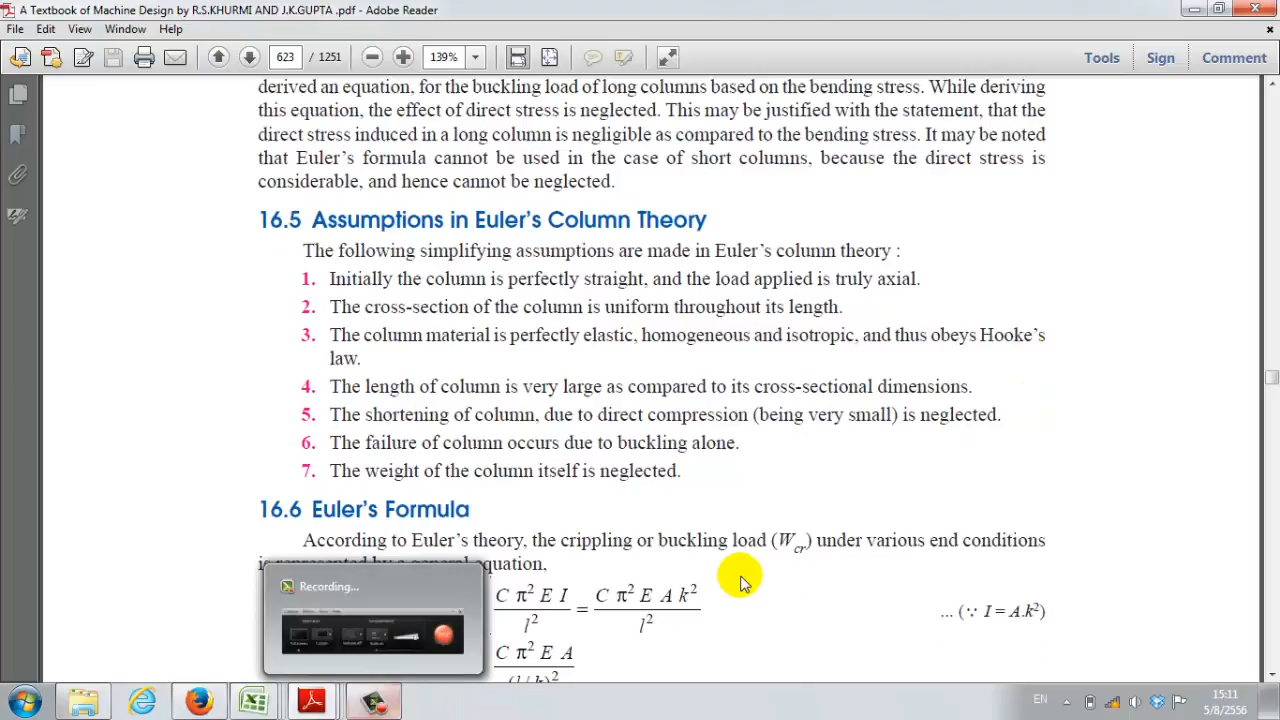 A Textbook of Machine Design by R.S.KHURMI AND J.K.GUPTA .pdf - Adobe Reader
File Edit View Window Help
623 / 1251 139% Tools Sign Comment
derived an equation, for the buckling load of long columns based on the bending stress. While deriving
this equation, the effect of direct stress is neglected. This may be justified with the statement, that the
direct stress induced in a long column is negligible as compared to the bending stress. It may be noted
that Euler's formula cannot be used in the case of short columns, because the direct stress is
considerable, and hence cannot be neglected.
16.5 Assumptions in Euler's Column Theory
The following simplifying assumptions are made in Euler's column theory :
1. Initially the column is perfectly straight, and the load applied is truly axial.
2. The cross-section of the column is uniform throughout its length.
3. The column material is perfectly elastic, homogeneous and isotropic, and thus obeys Hooke's
law.
4. The length of column is very large as compared to its cross-sectional dimensions.
5. The shortening of column, due to direct compression (being very small) is neglected.
6. The failure of column occurs due to buckling alone.
7. The weight of the column itself is neglected.
16.6 Euler's Formula
According to Euler's theory, the crippling or buckling load (Wcr) under various end conditions
is represented by a general equation,
Recording...
C π² E I / l² = C π² E A k² / l² ... (∵ I = A.k²)
C π² E A / (l / k)²
EN
15:11
5/8/2556